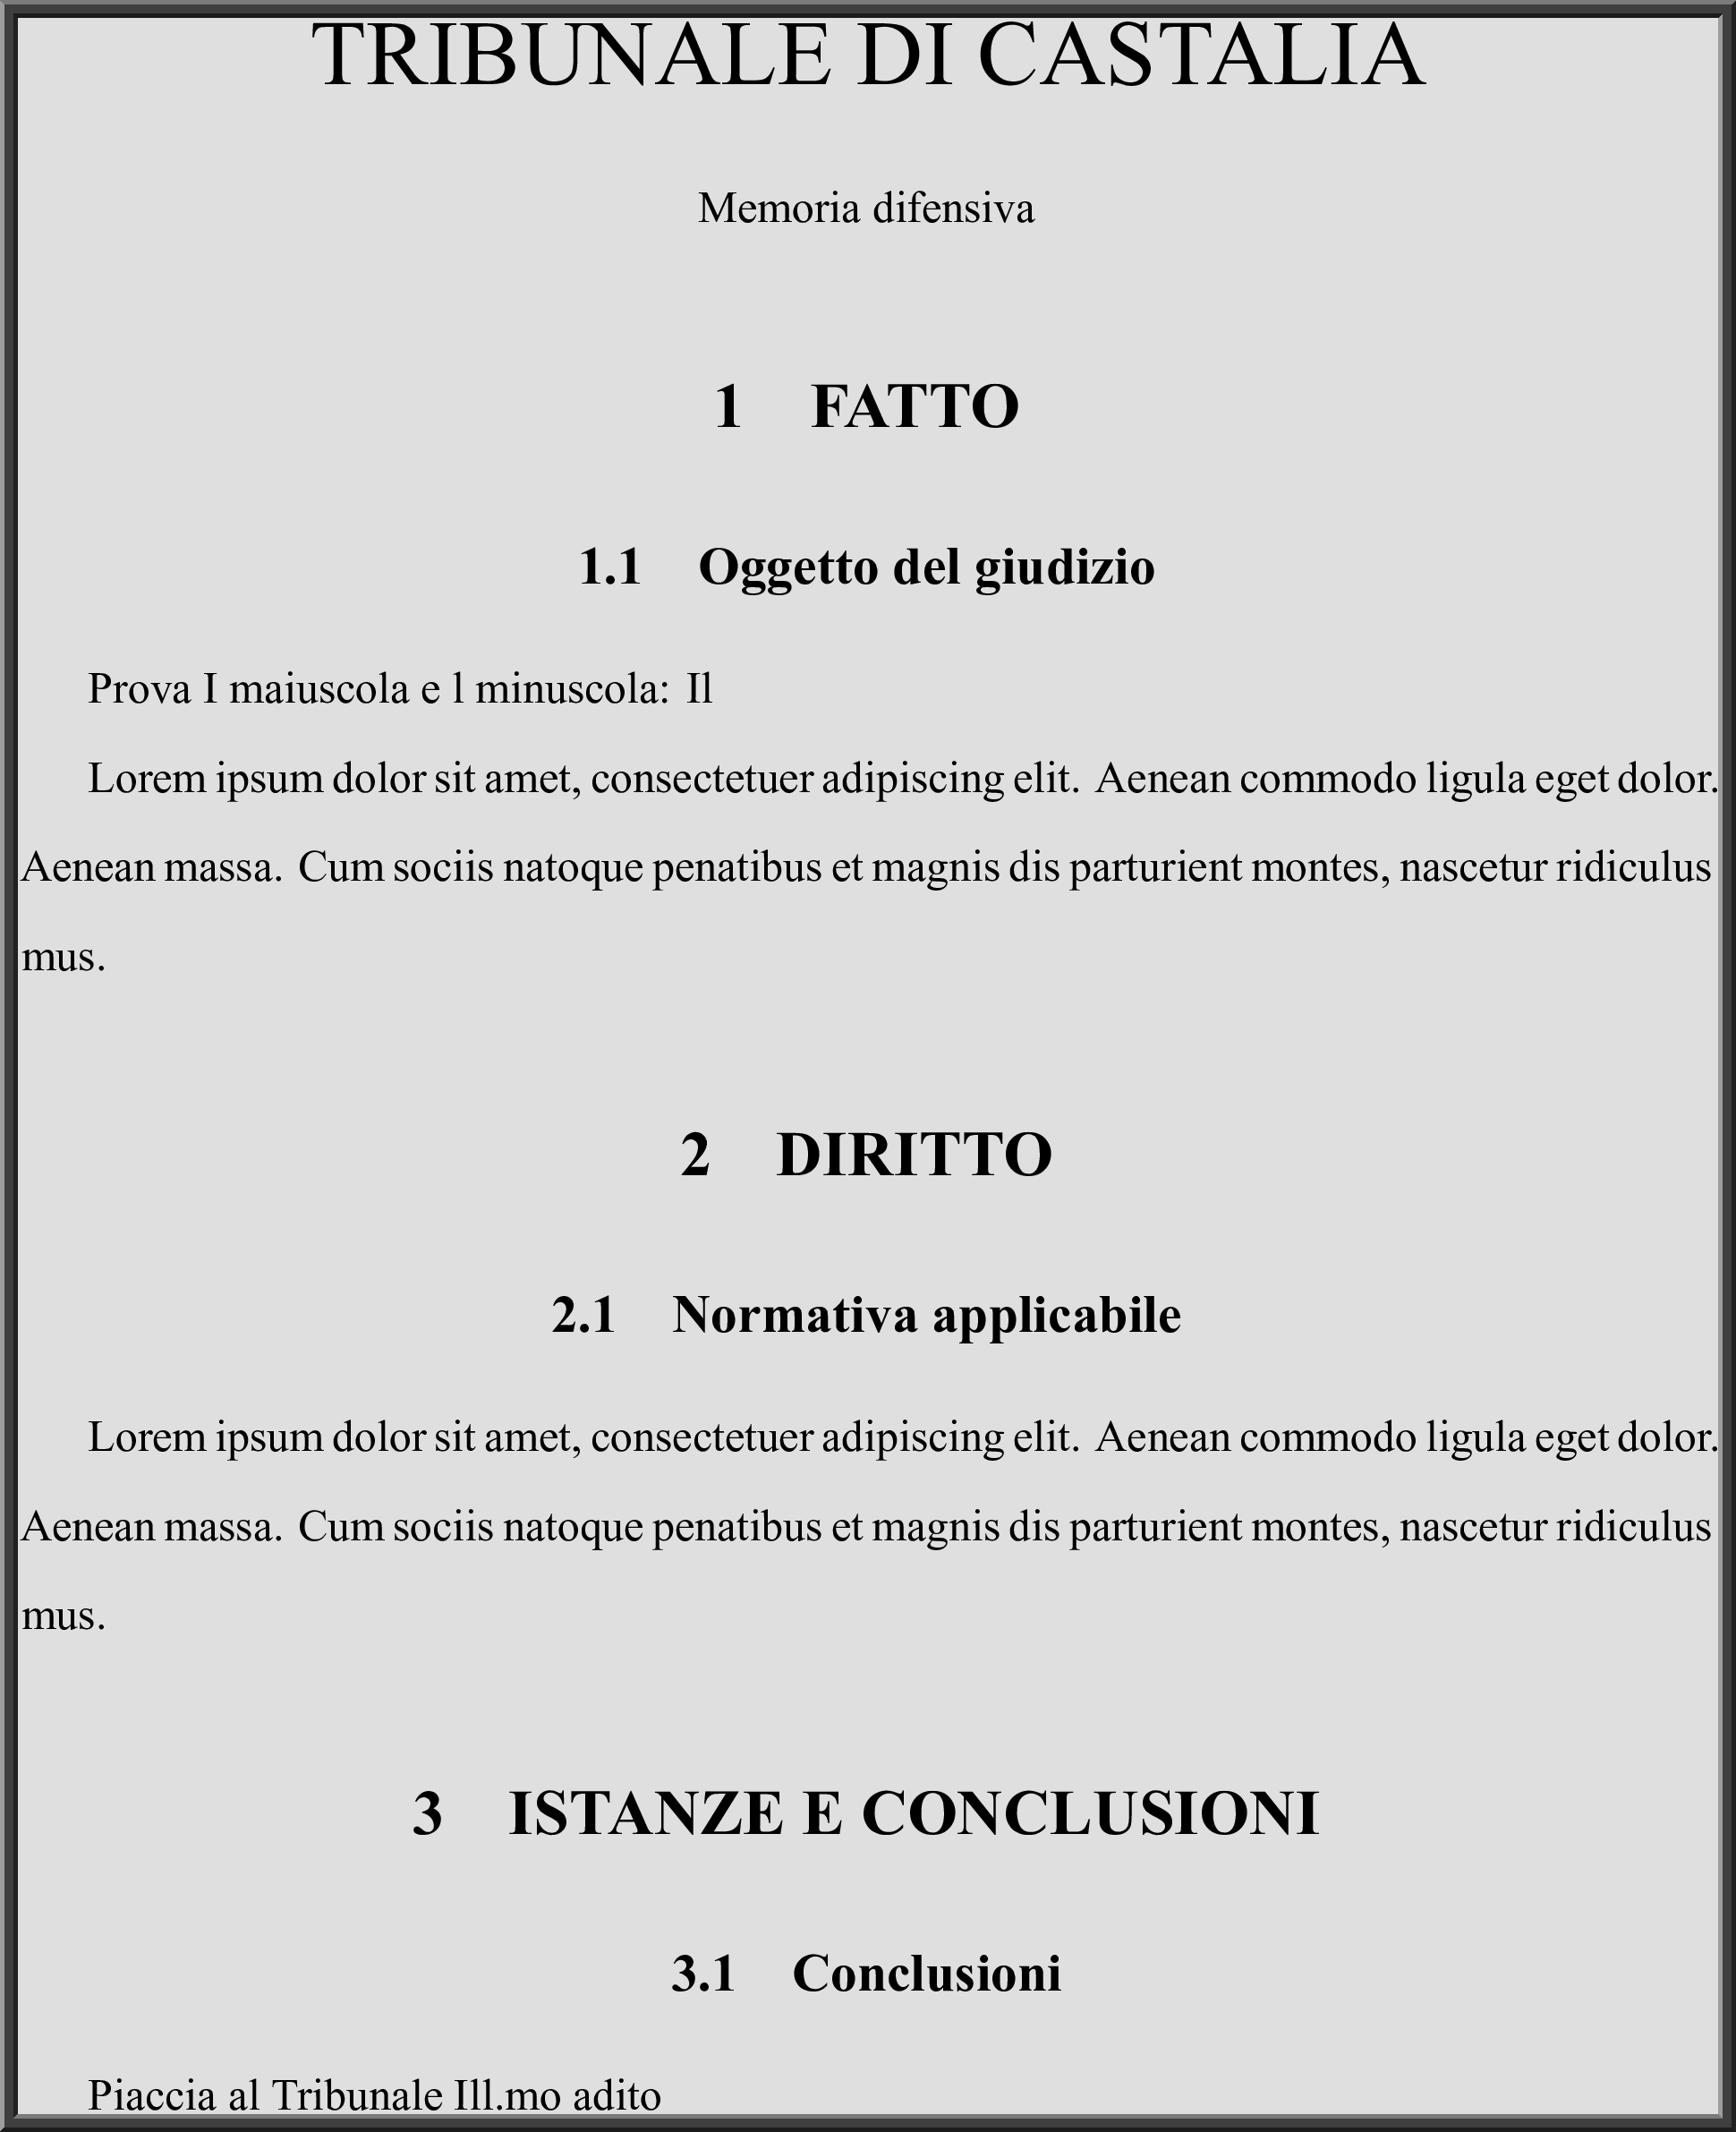 TRIBUNALE DI CASTALIA
Memoria difensiva
1 FATTO
1.1 Oggetto del giudizio
Prova I maiuscola e l minuscola: Il
Lorem ipsum dolor sit amet, consectetuer adipiscing elit. Aenean commodo ligula eget dolor.
Aenean massa. Cum sociis natoque penatibus et magnis dis parturient montes, nascetur ridiculus
mus.
2 DIRITTO
2.1 Normativa applicabile
Lorem ipsum dolor sit amet, consectetuer adipiscing elit. Aenean commodo ligula eget dolor.
Aenean massa. Cum sociis natoque penatibus et magnis dis parturient montes, nascetur ridiculus
mus.
3 ISTANZE E CONCLUSIONI
3.1 Conclusioni
Piaccia al Tribunale Ill.mo adito